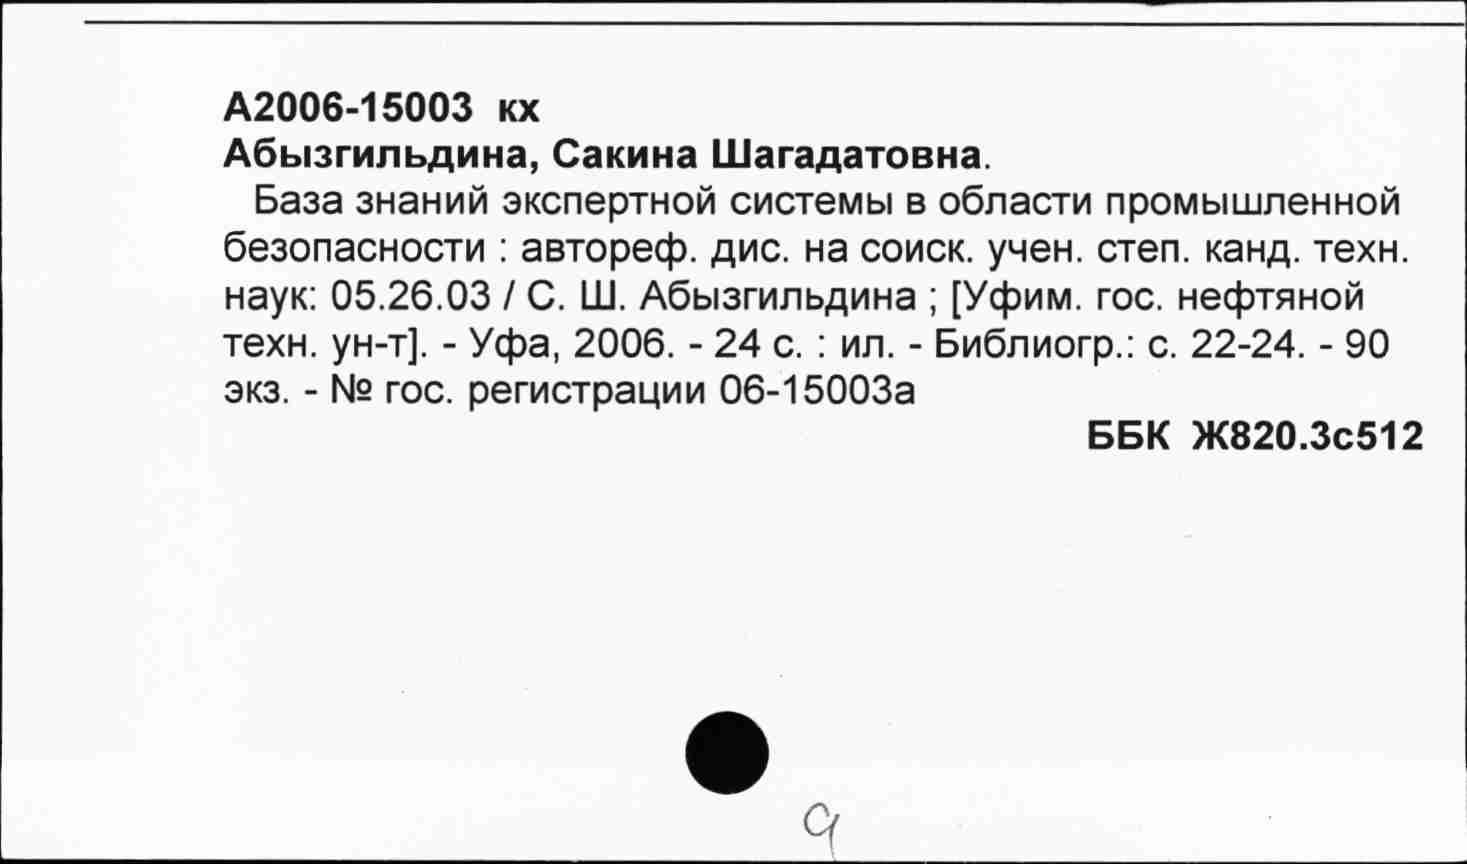 А2006-15003 кх
Абызгильдина, Сакина Шагадатовна.
База знаний экспертной системы в области промышленной
безопасности : автореф. дис. на соиск. учен. степ. канд. техн.
наук: 05.26.03 / С. Ш. Абызгильдина ; [Уфим. гос. нефтяной
техн. ун-т]. - Уфа, 2006. - 24 с. : ил. - Библиогр.: с. 22-24. - 90
экз. - № гос. регистрации 06-15003а
ББК Ж820.3с512